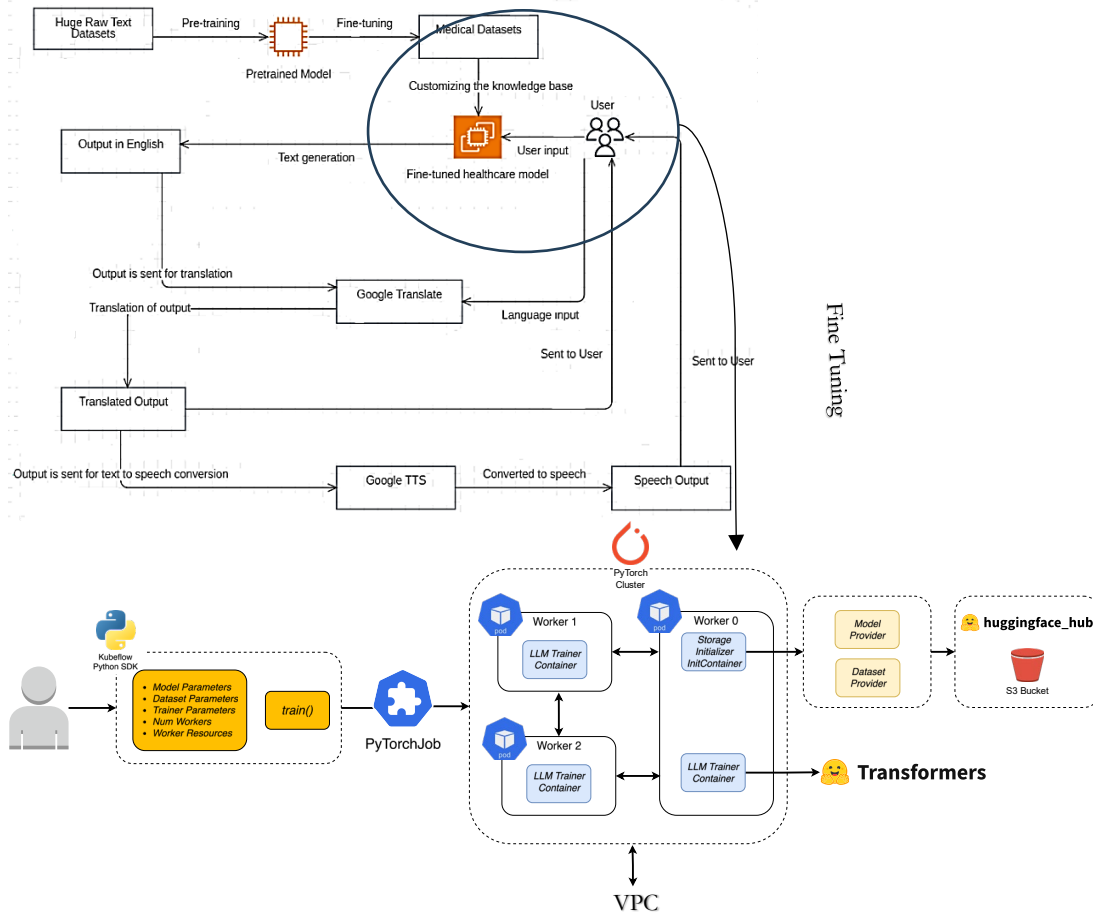 Huge Raw Text
Datasets
Pre-training
Fine-tuning
Medical Datasets
Pretrained Model
Customizing the knowledge base
User
Output in English
Text generation
User input
Fine-tuned healthcare model
Output is sent for translation
Google Translate
Translation of output
Language input
Sent to User
Sent to User
Fine Tuning
Translated Output
Output is sent for text to speech conversion
Google TTS
Converted to speech
Speech Output
PyTorch
Cluster
Kubeflow
Python SDK
• Model Parameters
• Dataset Parameters
• Trainer Parameters
• Num Workers
• Worker Resources
train()
PyTorchJob
pod
Worker 1
LLM Trainer
Container
pod
Worker 0
Storage
Initializer
InitContainer
pod
Worker 2
LLM Trainer
Container
LLM Trainer
Container
Model
Provider
Dataset
Provider
huggingface_hub
S3 Bucket
Transformers
VPC